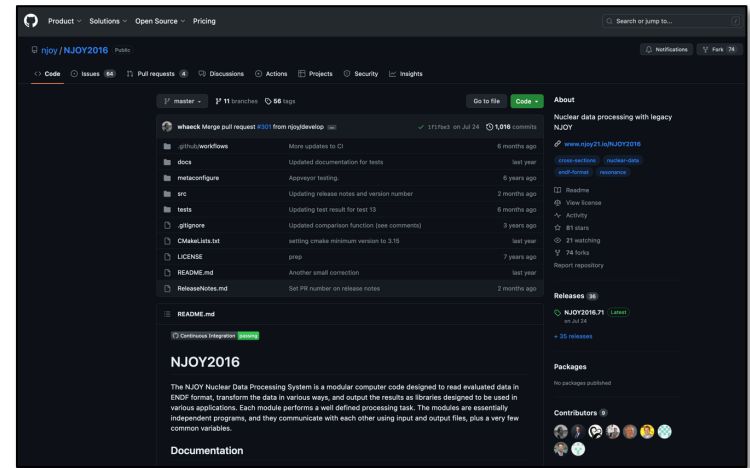 Product Solutions Open Source Pricing
Search or jump to... /
njoy / NJOY2016 Public
Notifications Fork 74
Code Issues 64 Pull requests 4 Discussions Actions Projects Security Insights
master 11 branches 56 tags Go to file Code
whaeck Merge pull request #301 from njoy/develop ... 1f1fbe3 on Jul 24 1,016 commits
.github/workflows More updates to CI 6 months ago
docs Updated documentation for tests last year
metaconfigure Appveyor testing. 6 years ago
src Updating release notes and version number 2 months ago
tests Updating test result for test 13 6 months ago
.gitignore Updated comparison function (see comments) 3 years ago
CMakeLists.txt setting cmake minimum version to 3.15 last year
LICENSE prep 7 years ago
README.md Another small correction last year
ReleaseNotes.md Set PR number on release notes 2 months ago
README.md
Continuous Integration passing
NJOY2016
The NJOY Nuclear Data Processing System is a modular computer code designed to read evaluated data in
ENDF format, transform the data in various ways, and output the results as libraries designed to be used in
various applications. Each module performs a well defined processing task. The modules are essentially
independent programs, and they communicate with each other using input and output files, plus a very few
common variables.
Documentation
About
Nuclear data processing with legacy
NJOY
www.njoy21.io/NJOY2016
cross-sections nuclear-data
endf-format resonance
Readme
View license
Activity
81 stars
21 watching
74 forks
Report repository
Releases 36
NJOY2016.71 Latest
on Jul 24
+ 35 releases
Packages
No packages published
Contributors 9